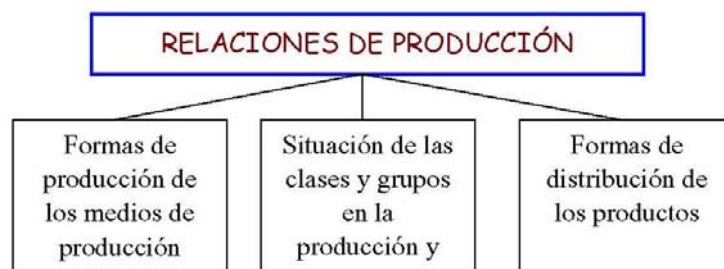 RELACIONES DE PRODUCCIÓN
Formas de
producción de
los medios de
producción
Situación de las
clases y grupos
en la
producción y
Formas de
distribución de
los productos